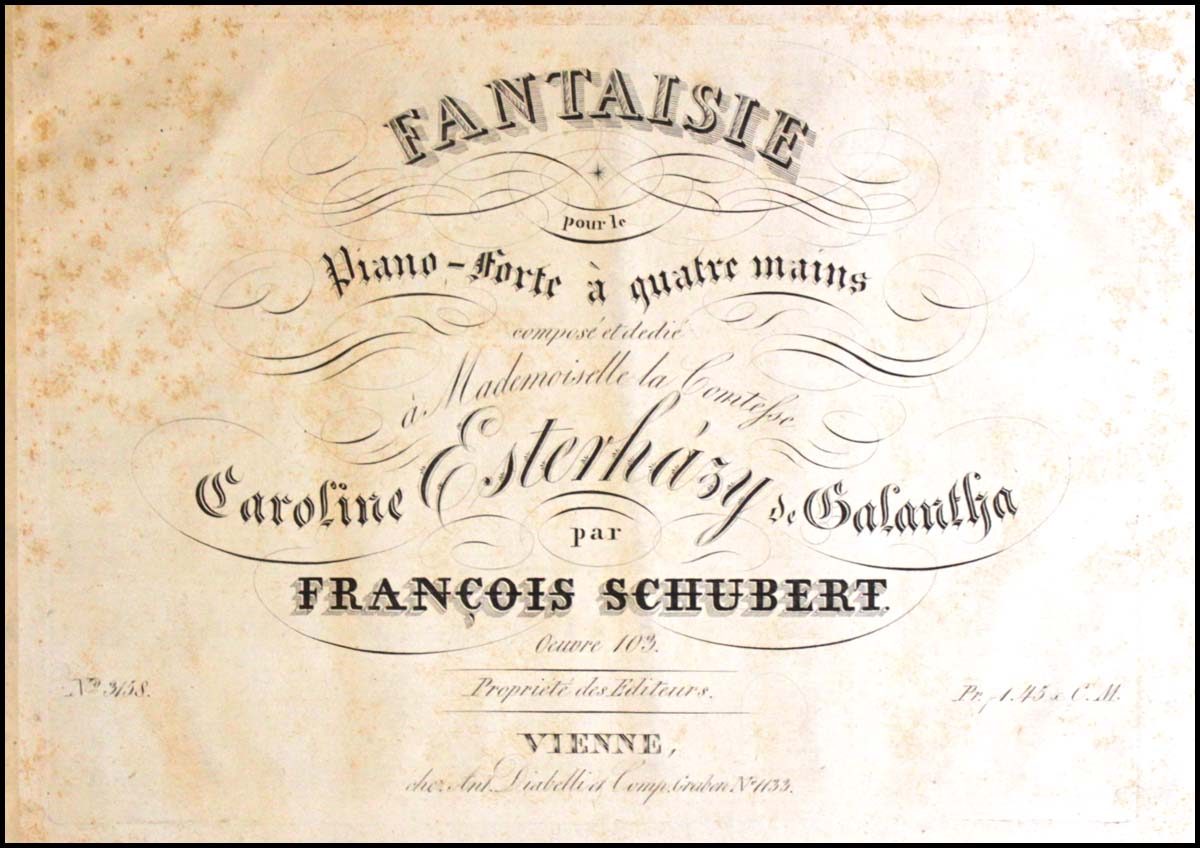 FANTAISIE
pour le
Piano-Forte à quatre mains
composé et dedié
à Mademoiselle la Comtesse
Caroline Esterházy de Galantha
par
FRANÇOIS SCHUBERT.
Oeuvre 103.
Nº 3158.
Propriété des Editeurs.
Pr. f 1.45 x C. M.
VIENNE,
chez Ant. Diabelli et Comp. Graben Nº 1133.